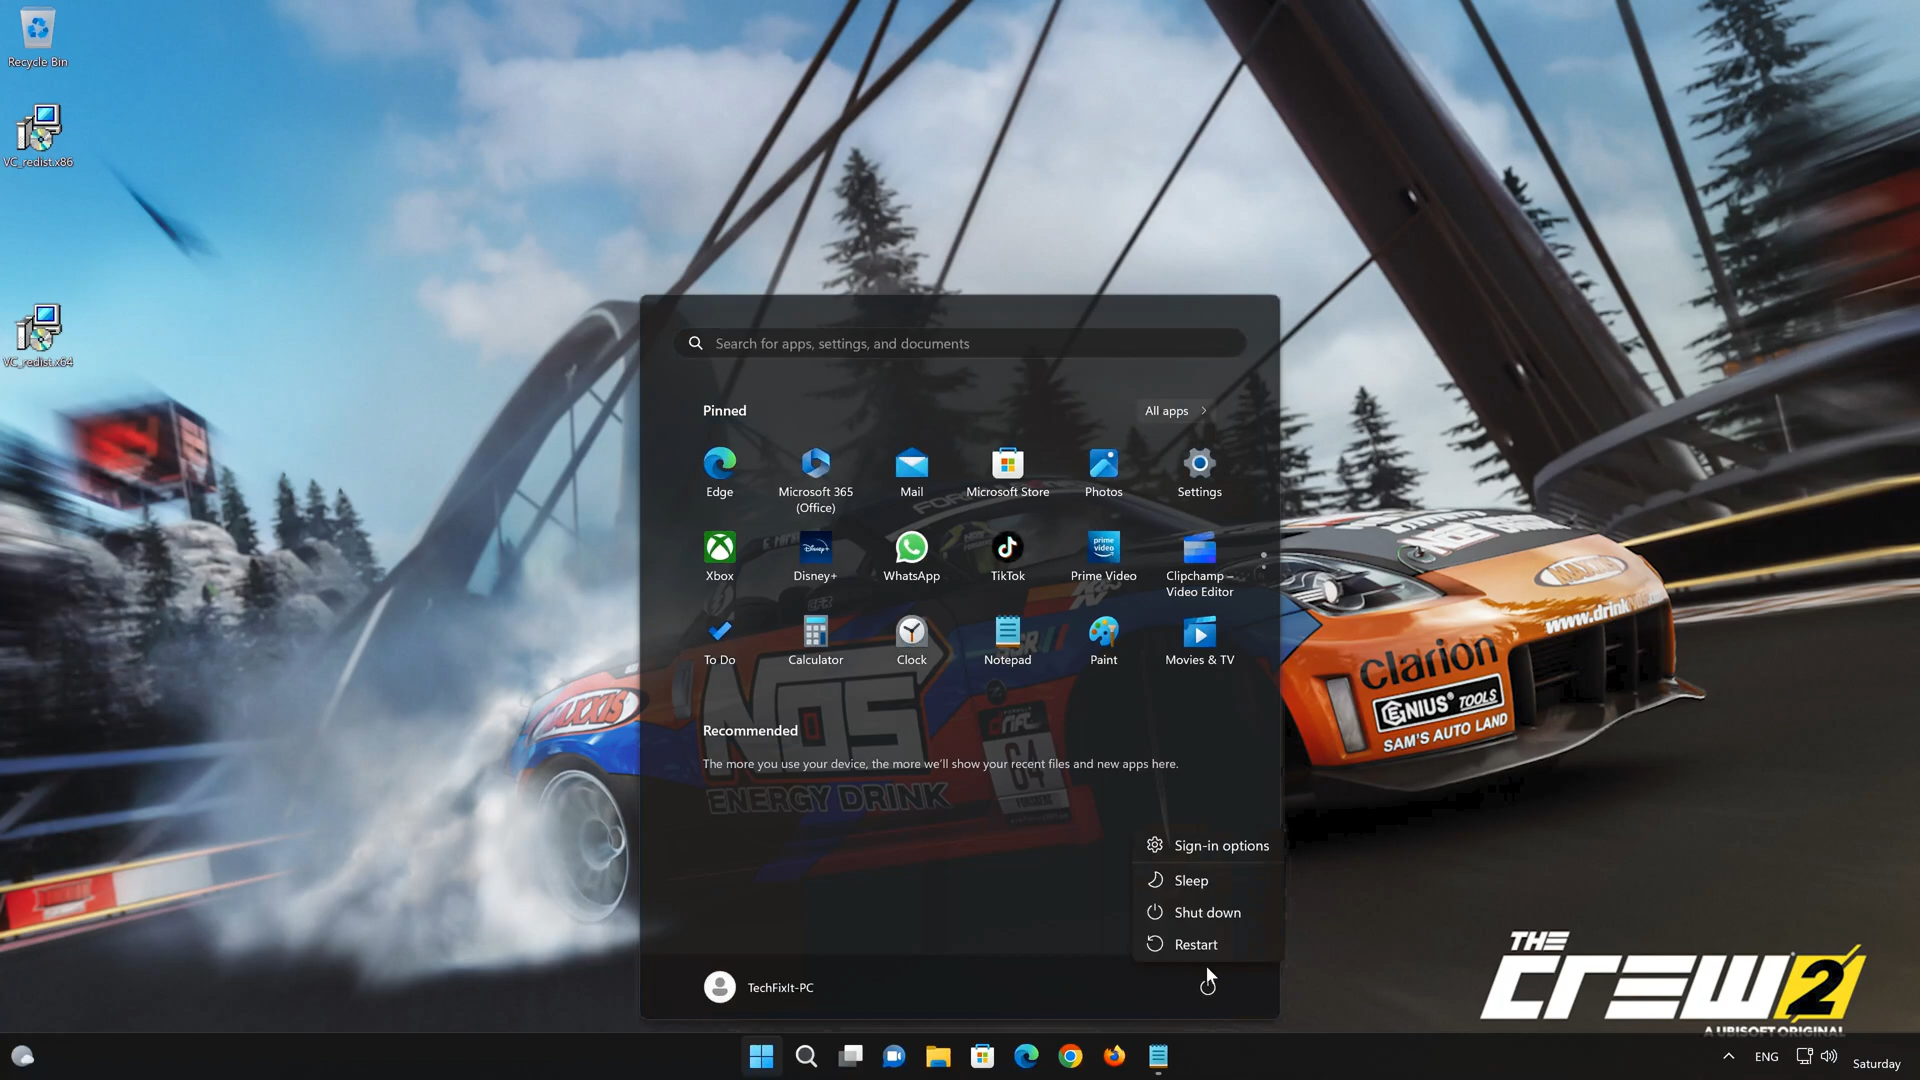 Recycle Bin
VC_redist.x86
VC_redist.x64
Search for apps, settings, and documents
Pinned
All apps
Edge
Microsoft 365
(Office)
Mail
Microsoft Store
Photos
Settings
Xbox
Disney+
WhatsApp
TikTok
prime
video
Prime Video
Clipchamp –
Video Editor
To Do
Calculator
Clock
Notepad
Paint
Movies & TV
Recommended
The more you use your device, the more we'll show your recent files and new apps here.
Sign-in options
Sleep
Shut down
Restart
TechFixIt-PC
MAXXIS
NOS
ENERGY DRINK
64
MAXXIS
www.drink
clarion
GENIUS® TOOLS
SAM'S AUTO LAND
THE
CREW 2
A UBISOFT ORIGINAL
ENG
Saturday